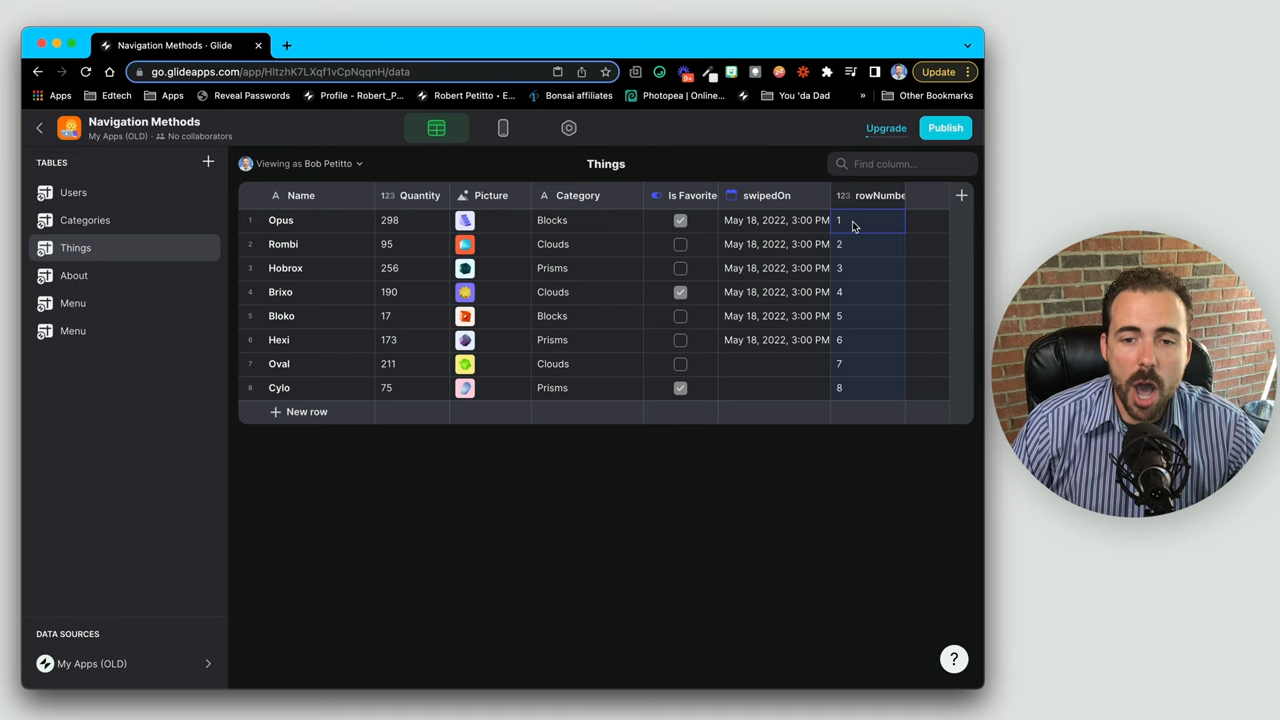 Navigation Methods · Glide
go.glideapps.com/app/HItzhK7LXqf1vCpNqqnH/data
9+
Update
Apps
Edtech
Apps
Reveal Passwords
Profile - Robert_P...
Robert Petitto • E...
Bonsai affiliates
Photopea | Online...
You 'da Dad
»
Other Bookmarks
Navigation Methods
My Apps (OLD) · No collaborators
Upgrade
Publish
TABLES
Users
Categories
Things
About
Menu
Menu
DATA SOURCES
My Apps (OLD)
Viewing as Bob Petitto
Things
Find column...
A Name 123 Quantity Picture A Category Is Favorite swipedOn 123 rowNumbe
1 Opus 298 Blocks May 18, 2022, 3:00 PM 1
2 Rombi 95 Clouds May 18, 2022, 3:00 PM 2
3 Hobrox 256 Prisms May 18, 2022, 3:00 PM 3
4 Brixo 190 Clouds May 18, 2022, 3:00 PM 4
5 Bloko 17 Blocks May 18, 2022, 3:00 PM 5
6 Hexi 173 Prisms May 18, 2022, 3:00 PM 6
7 Oval 211 Clouds 7
8 Cylo 75 Prisms 8
New row
?